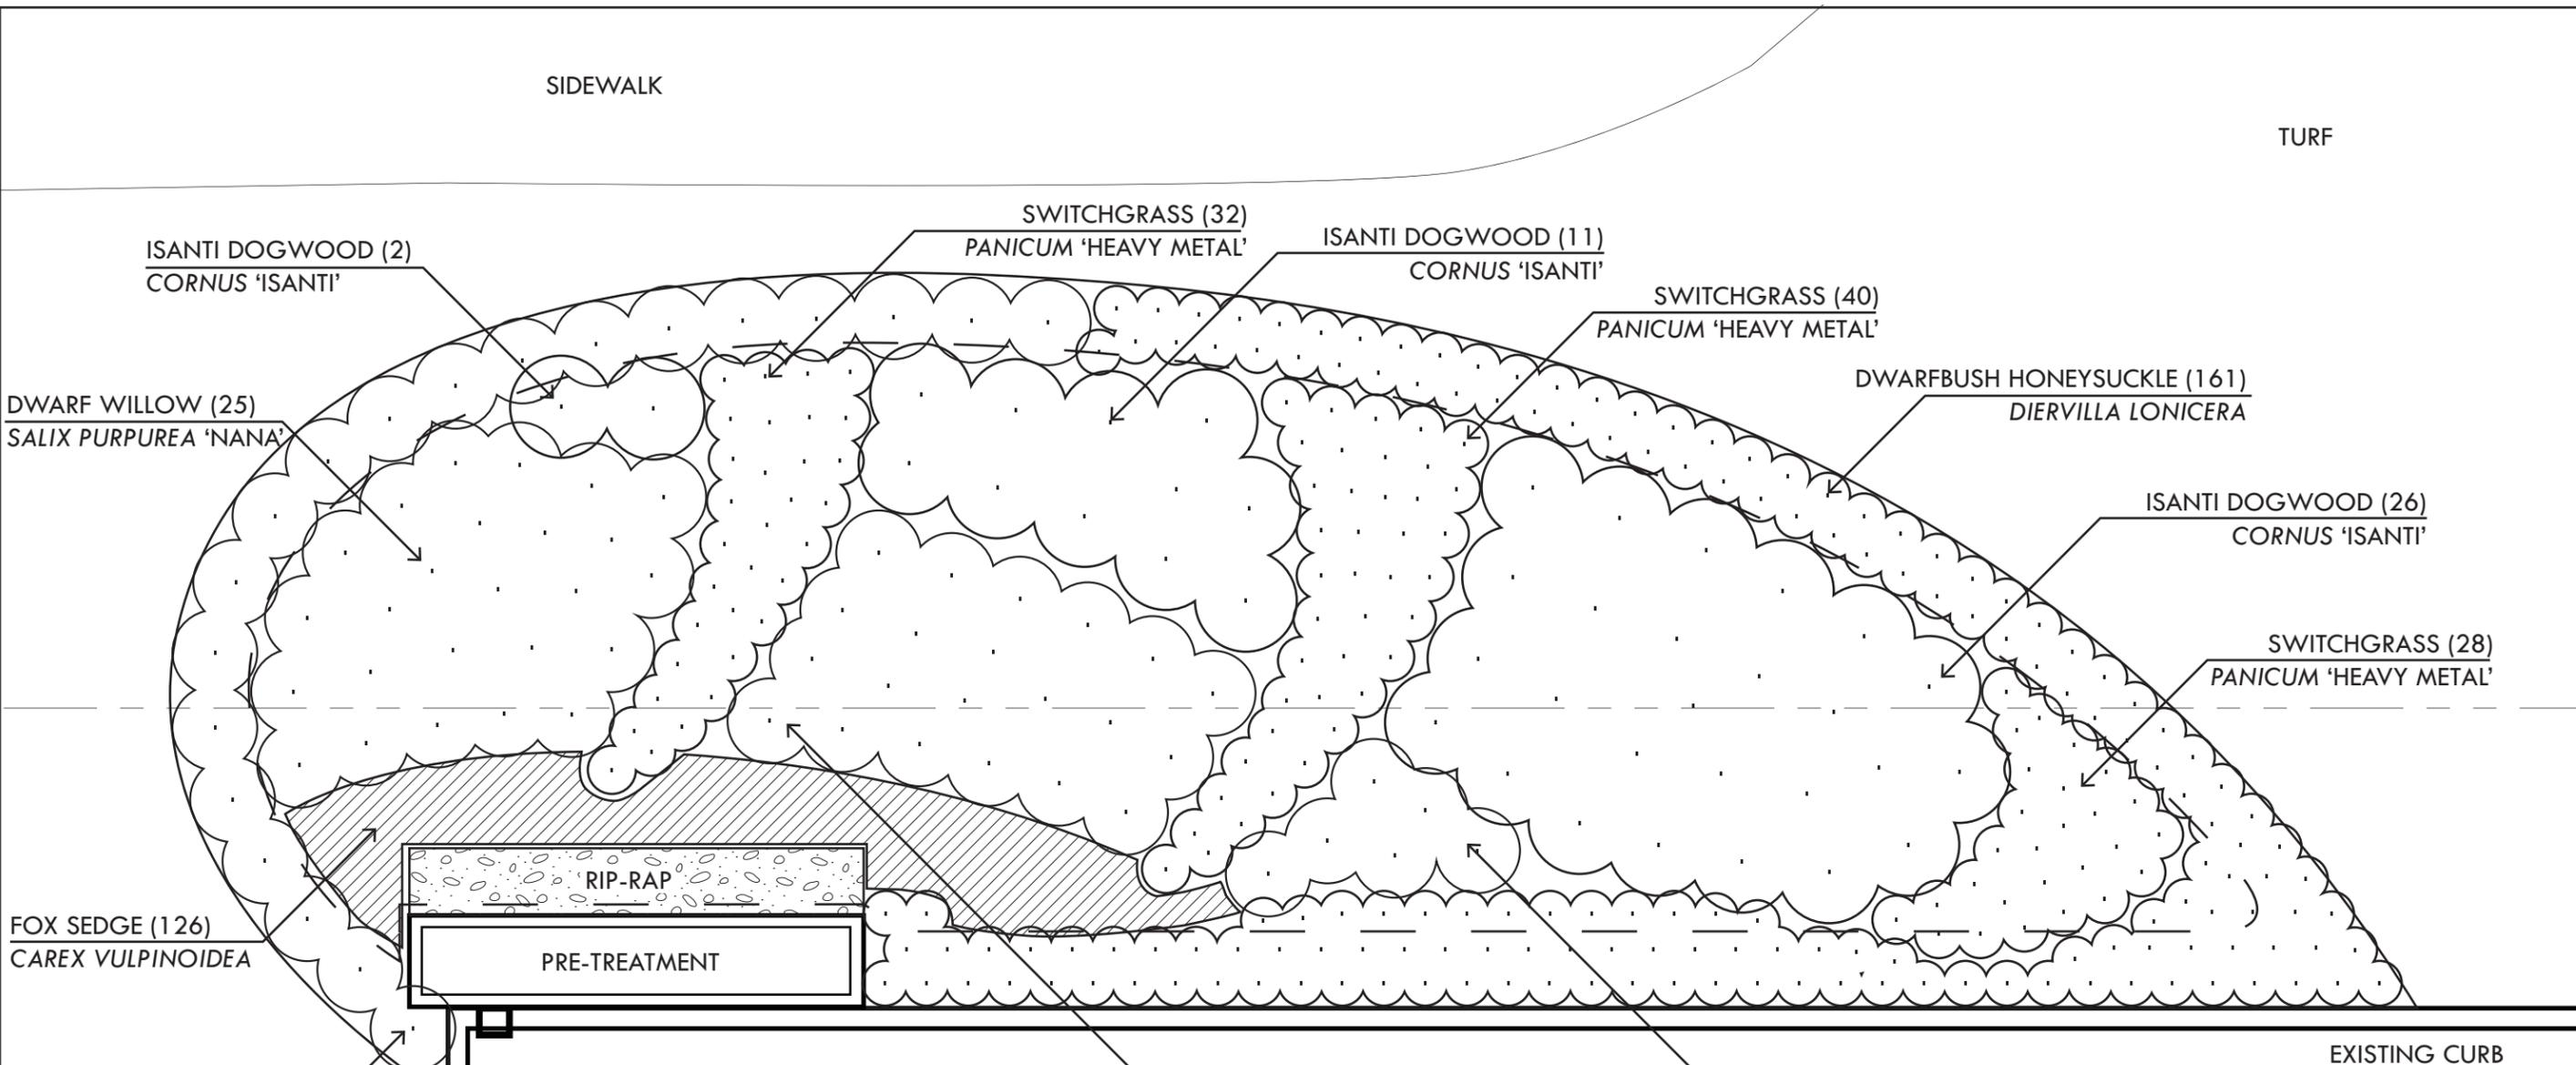 SIDEWALK
TURF
SWITCHGRASS (32)
PANICUM ‘HEAVY METAL’
ISANTI DOGWOOD (11)
CORNUS ‘ISANTI’
ISANTI DOGWOOD (2)
CORNUS ‘ISANTI’
SWITCHGRASS (40)
PANICUM ‘HEAVY METAL’
DWARFBUSH HONEYSUCKLE (161)
DIERVILLA LONICERA
DWARF WILLOW (25)
SALIX PURPUREA ‘NANA’
ISANTI DOGWOOD (26)
CORNUS ‘ISANTI’
SWITCHGRASS (28)
PANICUM ‘HEAVY METAL’
RIP-RAP
FOX SEDGE (126)
CAREX VULPINOIDEA
PRE-TREATMENT
EXISTING CURB